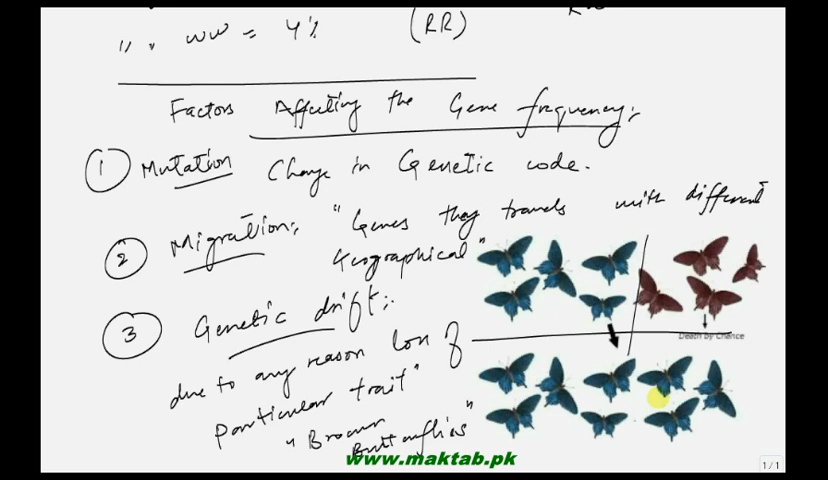 " " ww = 4% (RR)
Factors Affecting the Gene frequency:
① Mutation Change in Genetic code.
② Migration: "Genes they travels with different
Geographical"
③ Genetic drift:
Death by Chance
due to any reason loss of
particular trait"
"Brown
Butterflies"
www.maktab.pk
1/1